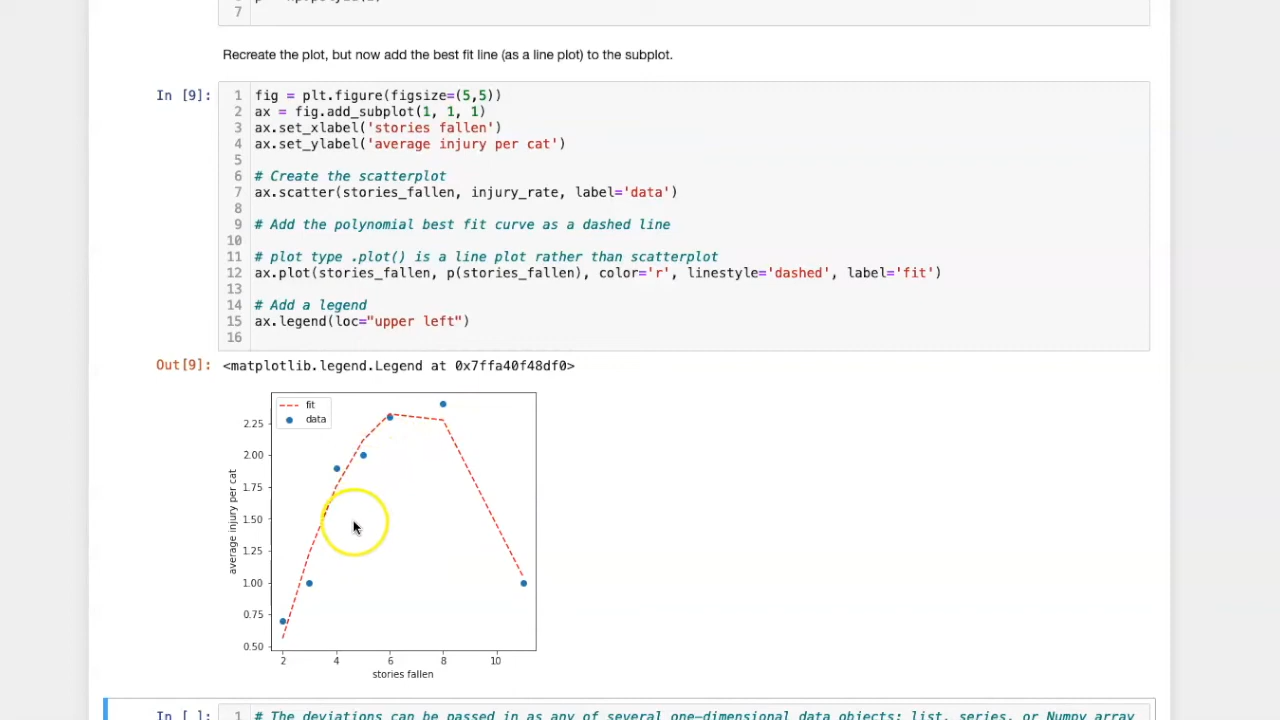 7
Recreate the plot, but now add the best fit line (as a line plot) to the subplot.
In [9]:
1 fig = plt.figure(figsize=(5,5))
2 ax = fig.add_subplot(1, 1, 1)
3 ax.set_xlabel('stories fallen')
4 ax.set_ylabel('average injury per cat')
5
6 # Create the scatterplot
7 ax.scatter(stories_fallen, injury_rate, label='data')
8
9 # Add the polynomial best fit curve as a dashed line
10
11 # plot type .plot() is a line plot rather than scatterplot
12 ax.plot(stories_fallen, p(stories_fallen), color='r', linestyle='dashed', label='fit')
13
14 # Add a legend
15 ax.legend(loc="upper left")
16
Out[9]: <matplotlib.legend.Legend at 0x7ffa40f48df0>
fit
data
2.25
2.00
1.75
1.50
1.25
1.00
0.75
0.50
average injury per cat
2 4 6 8 10
stories fallen
In [ ]: 1 # The deviations can be passed in as any of several one-dimensional data objects: list, series, or Numpy array